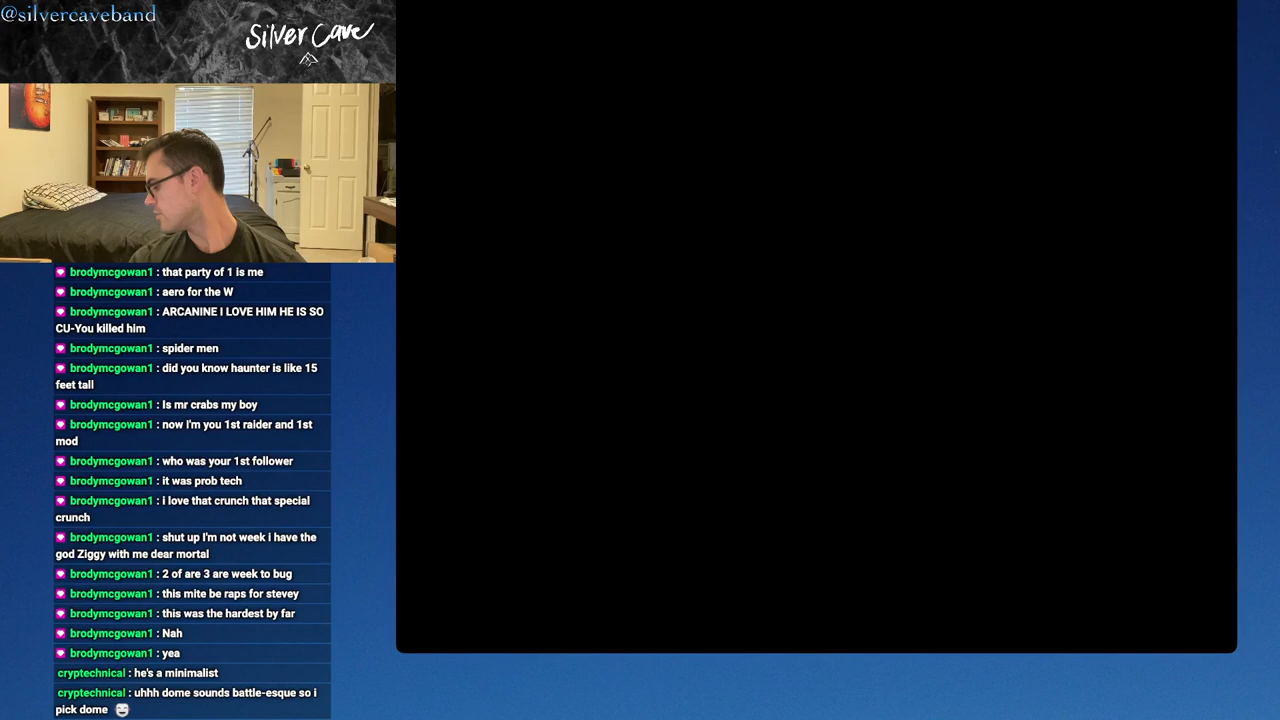 @silvercaveband
Silver Cave
brodymcgowan1 : that party of 1 is me
brodymcgowan1 : aero for the W
brodymcgowan1 : ARCANINE I LOVE HIM HE IS SO
CU-You killed him
brodymcgowan1 : spider men
brodymcgowan1 : did you know haunter is like 15
feet tall
brodymcgowan1 : Is mr crabs my boy
brodymcgowan1 : now I'm you 1st raider and 1st
mod
brodymcgowan1 : who was your 1st follower
brodymcgowan1 : it was prob tech
brodymcgowan1 : i love that crunch that special
crunch
brodymcgowan1 : shut up I'm not week i have the
god Ziggy with me dear mortal
brodymcgowan1 : 2 of are 3 are week to bug
brodymcgowan1 : this mite be raps for stevey
brodymcgowan1 : this was the hardest by far
brodymcgowan1 : Nah
brodymcgowan1 : yea
cryptechnical : he's a minimalist
cryptechnical : uhhh dome sounds battle-esque so i
pick dome